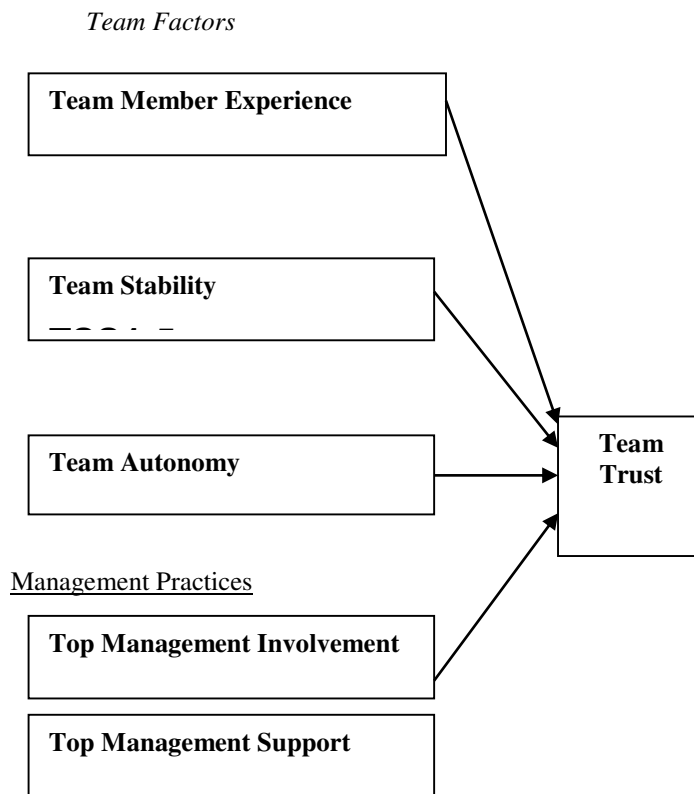 Team Factors
Team Member Experience
Team Stability
Team Autonomy
Team
Trust
Management Practices
Top Management Involvement
Top Management Support